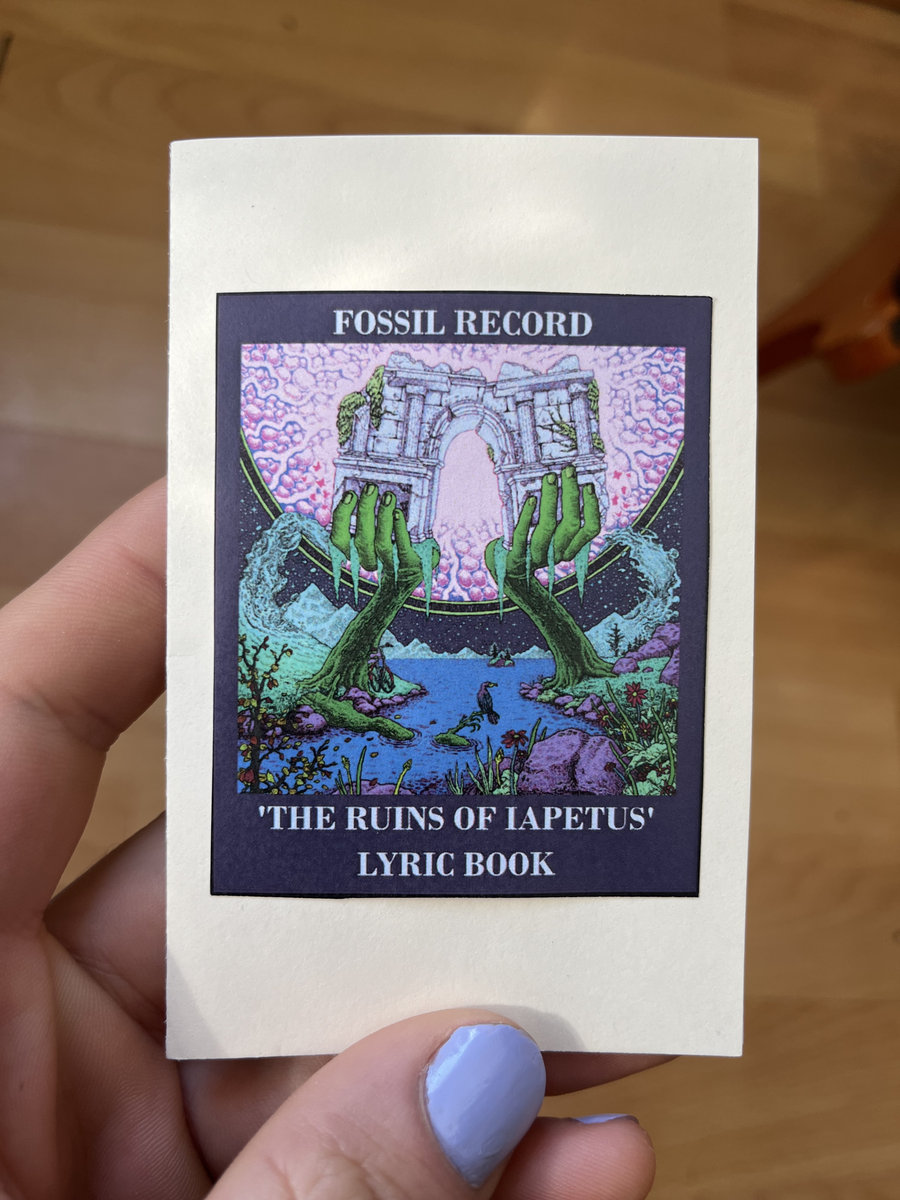 FOSSIL RECORD
'THE RUINS OF IAPETUS'
LYRIC BOOK